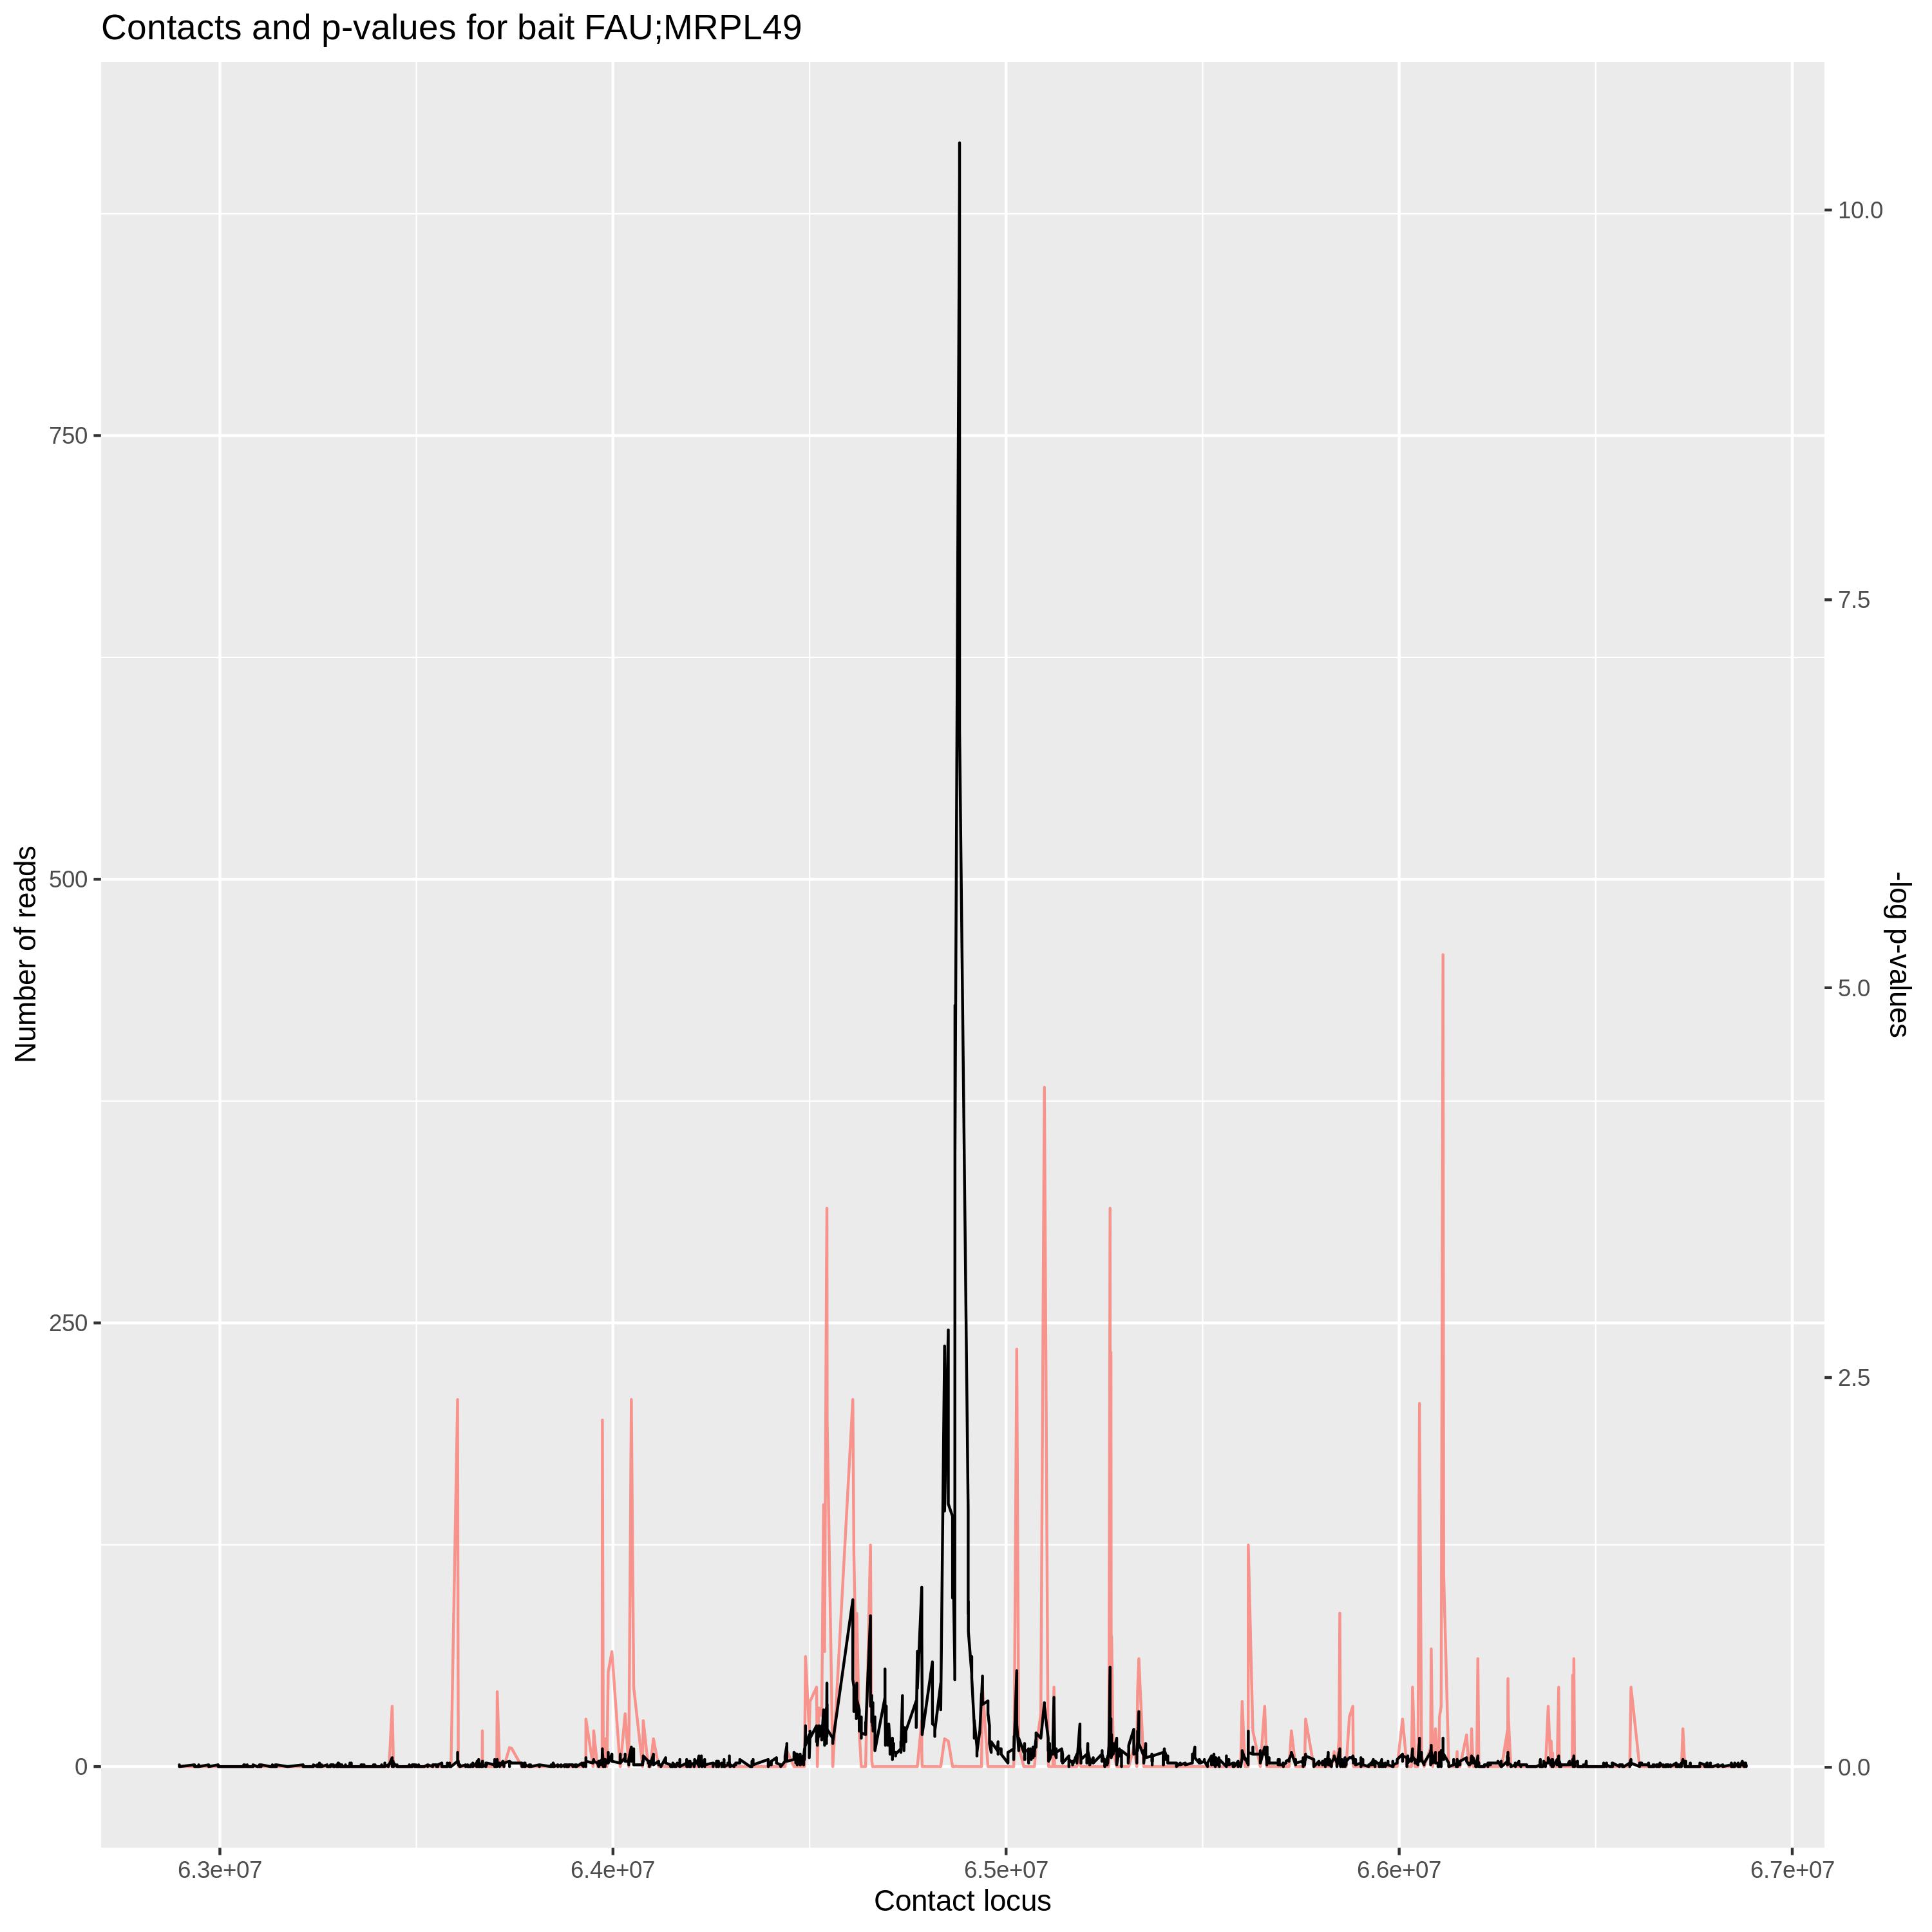 Contacts and p-values for bait FAU;MRPL49
Number of reads
750
500
250
0
10.0
7.5
5.0
2.5
0.0
-log p-values
6.3e+07
6.4e+07
6.5e+07
6.6e+07
6.7e+07
Contact locus